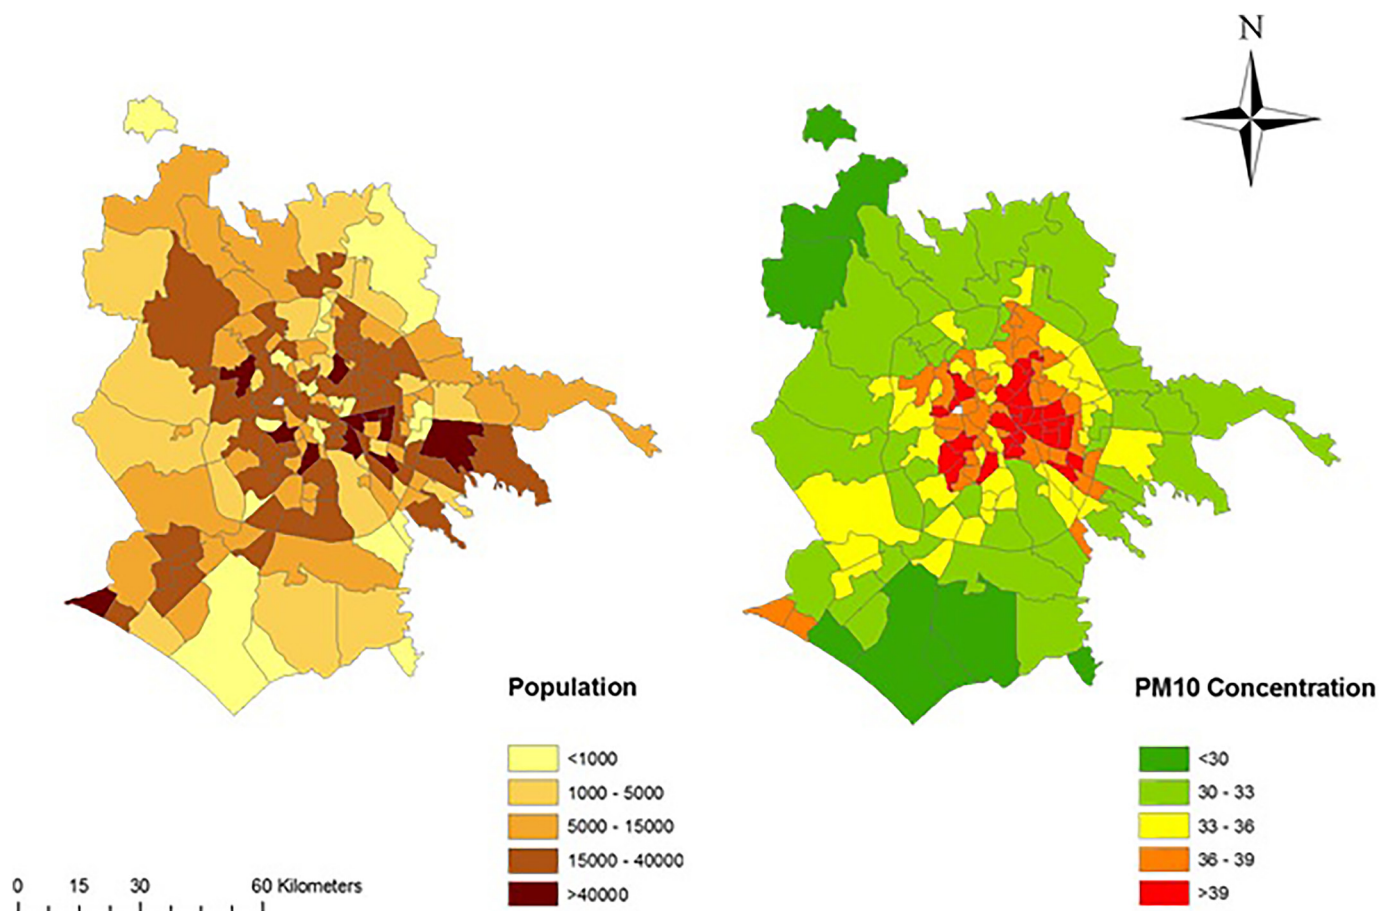 N
Population
<1000
1000 - 5000
5000 - 15000
15000 - 40000
>40000
0 15 30 60 Kilometers
PM10 Concentration
<30
30 - 33
33 - 36
36 - 39
>39